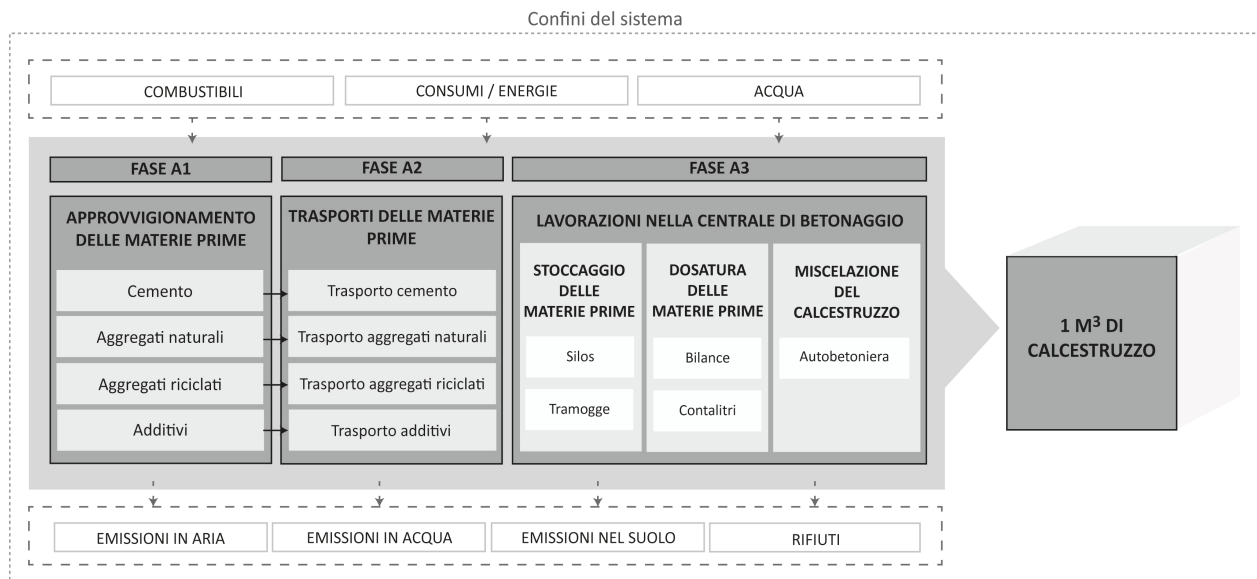 Confini del sistema
COMBUSTIBILI
CONSUMI / ENERGIE
ACQUA
FASE A1
FASE A2
FASE A3
APPROVVIGIONAMENTO
DELLE MATERIE PRIME
Cemento
Aggregati naturali
Aggregati riciclati
Additivi
TRASPORTI DELLE MATERIE
PRIME
Trasporto cemento
Trasporto aggregati naturali
Trasporto aggregati riciclati
Trasporto additivi
LAVORAZIONI NELLA CENTRALE DI BETONAGGIO
STOCCAGGIO
DELLE
MATERIE PRIME
Silos
Tramogge
DOSATURA
DELLE
MATERIE PRIME
Bilance
Contalitri
MISCELAZIONE
DEL
CALCESTRUZZO
Autobetoniera
1 M³ DI
CALCESTRUZZO
EMISSIONI IN ARIA
EMISSIONI IN ACQUA
EMISSIONI NEL SUOLO
RIFIUTI